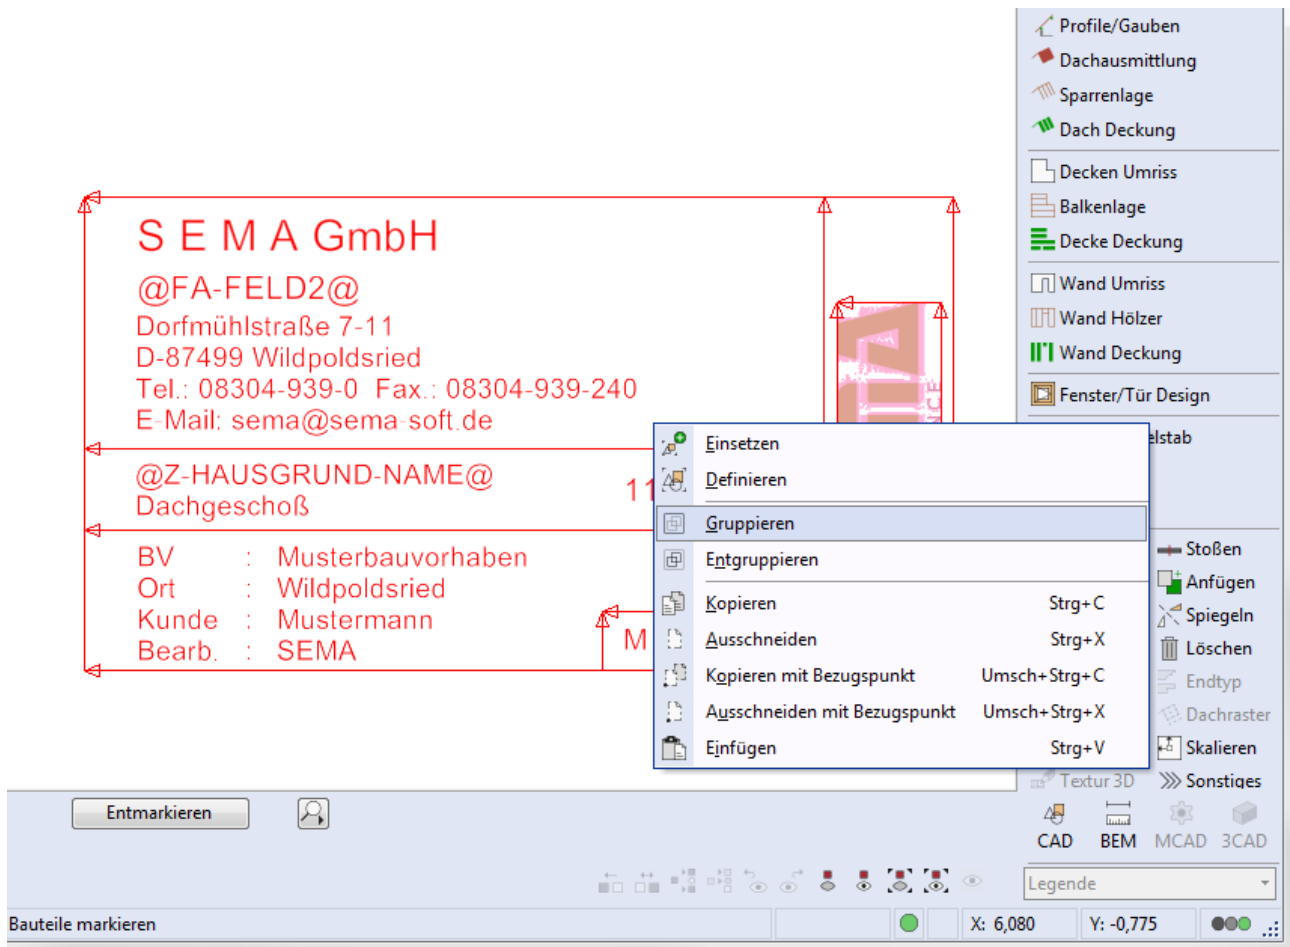 Profile/Gauben
Dachausmittlung
Sparrenlage
Dach Deckung
Decken Umriss
Balkenlage
Decke Deckung
Wand Umriss
Wand Hölzer
Wand Deckung
Fenster/Tür Design
elstab
S E M A GmbH
@FA-FELD2@
Dorfmühlstraße 7-11
D-87499 Wildpoldsried
Tel.: 08304-939-0 Fax.: 08304-939-240
E-Mail: sema@sema-soft.de
@Z-HAUSGRUND-NAME@
Dachgeschoß
11
BV : Musterbauvorhaben
Ort : Wildpoldsried
Kunde : Mustermann
Bearb. : SEMA
M
Einsetzen
Definieren
Gruppieren
Entgruppieren
Kopieren Strg+C
Ausschneiden Strg+X
Kopieren mit Bezugspunkt Umsch+Strg+C
Ausschneiden mit Bezugspunkt Umsch+Strg+X
Einfügen Strg+V
Stoßen
Anfügen
Spiegeln
Löschen
Endtyp
Dachraster
Skalieren
Textur 3D Sonstiges
Entmarkieren
CAD BEM MCAD 3CAD
Legende
Bauteile markieren X: 6,080 Y: -0,775